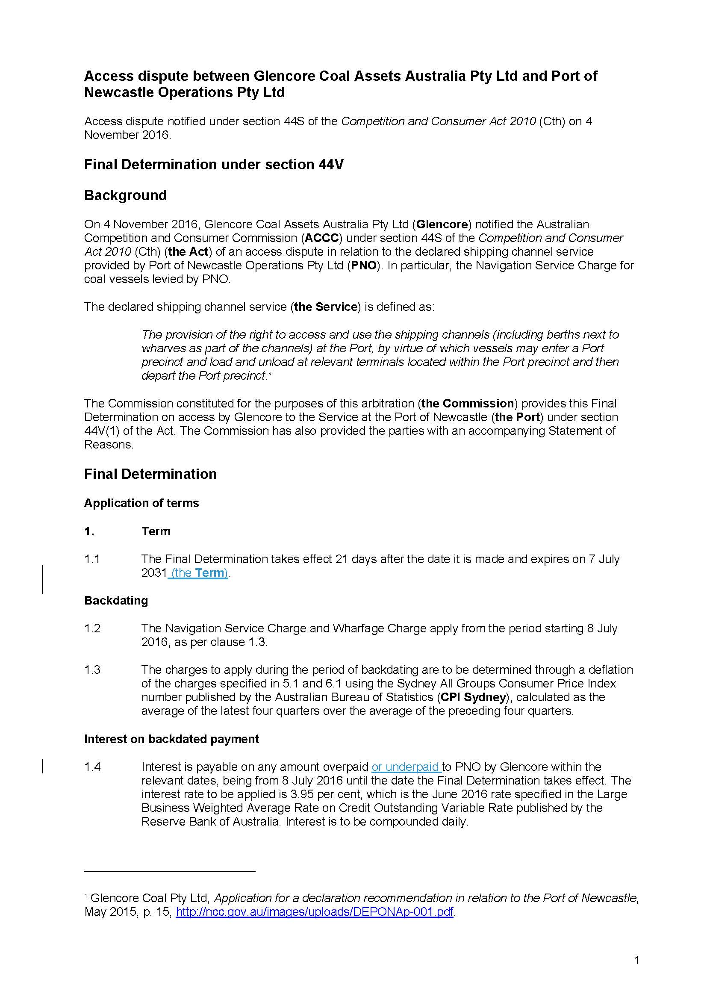 Access dispute between Glencore Coal Assets Australia Pty Ltd and Port of
Newcastle Operations Pty Ltd
Access dispute notified under section 44S of the Competition and Consumer Act 2010 (Cth) on 4
November 2016.
Final Determination under section 44V
Background
On 4 November 2016, Glencore Coal Assets Australia Pty Ltd (Glencore) notified the Australian
Competition and Consumer Commission (ACCC) under section 44S of the Competition and Consumer
Act 2010 (Cth) (the Act) of an access dispute in relation to the declared shipping channel service
provided by Port of Newcastle Operations Pty Ltd (PNO). In particular, the Navigation Service Charge for
coal vessels levied by PNO.
The declared shipping channel service (the Service) is defined as:
The provision of the right to access and use the shipping channels (including berths next to
wharves as part of the channels) at the Port, by virtue of which vessels may enter a Port
precinct and load and unload at relevant terminals located within the Port precinct and then
depart the Port precinct.1
The Commission constituted for the purposes of this arbitration (the Commission) provides this Final
Determination on access by Glencore to the Service at the Port of Newcastle (the Port) under section
44V(1) of the Act. The Commission has also provided the parties with an accompanying Statement of
Reasons.
Final Determination
Application of terms
1. Term
1.1 The Final Determination takes effect 21 days after the date it is made and expires on 7 July
2031 (the Term).
Backdating
1.2 The Navigation Service Charge and Wharfage Charge apply from the period starting 8 July
2016, as per clause 1.3.
1.3 The charges to apply during the period of backdating are to be determined through a deflation
of the charges specified in 5.1 and 6.1 using the Sydney All Groups Consumer Price Index
number published by the Australian Bureau of Statistics (CPI Sydney), calculated as the
average of the latest four quarters over the average of the preceding four quarters.
Interest on backdated payment
1.4 Interest is payable on any amount overpaid or underpaid to PNO by Glencore within the
relevant dates, being from 8 July 2016 until the date the Final Determination takes effect. The
interest rate to be applied is 3.95 per cent, which is the June 2016 rate specified in the Large
Business Weighted Average Rate on Credit Outstanding Variable Rate published by the
Reserve Bank of Australia. Interest is to be compounded daily.
1 Glencore Coal Pty Ltd, Application for a declaration recommendation in relation to the Port of Newcastle,
May 2015, p. 15, http://ncc.gov.au/images/uploads/DEPONAp-001.pdf.
1